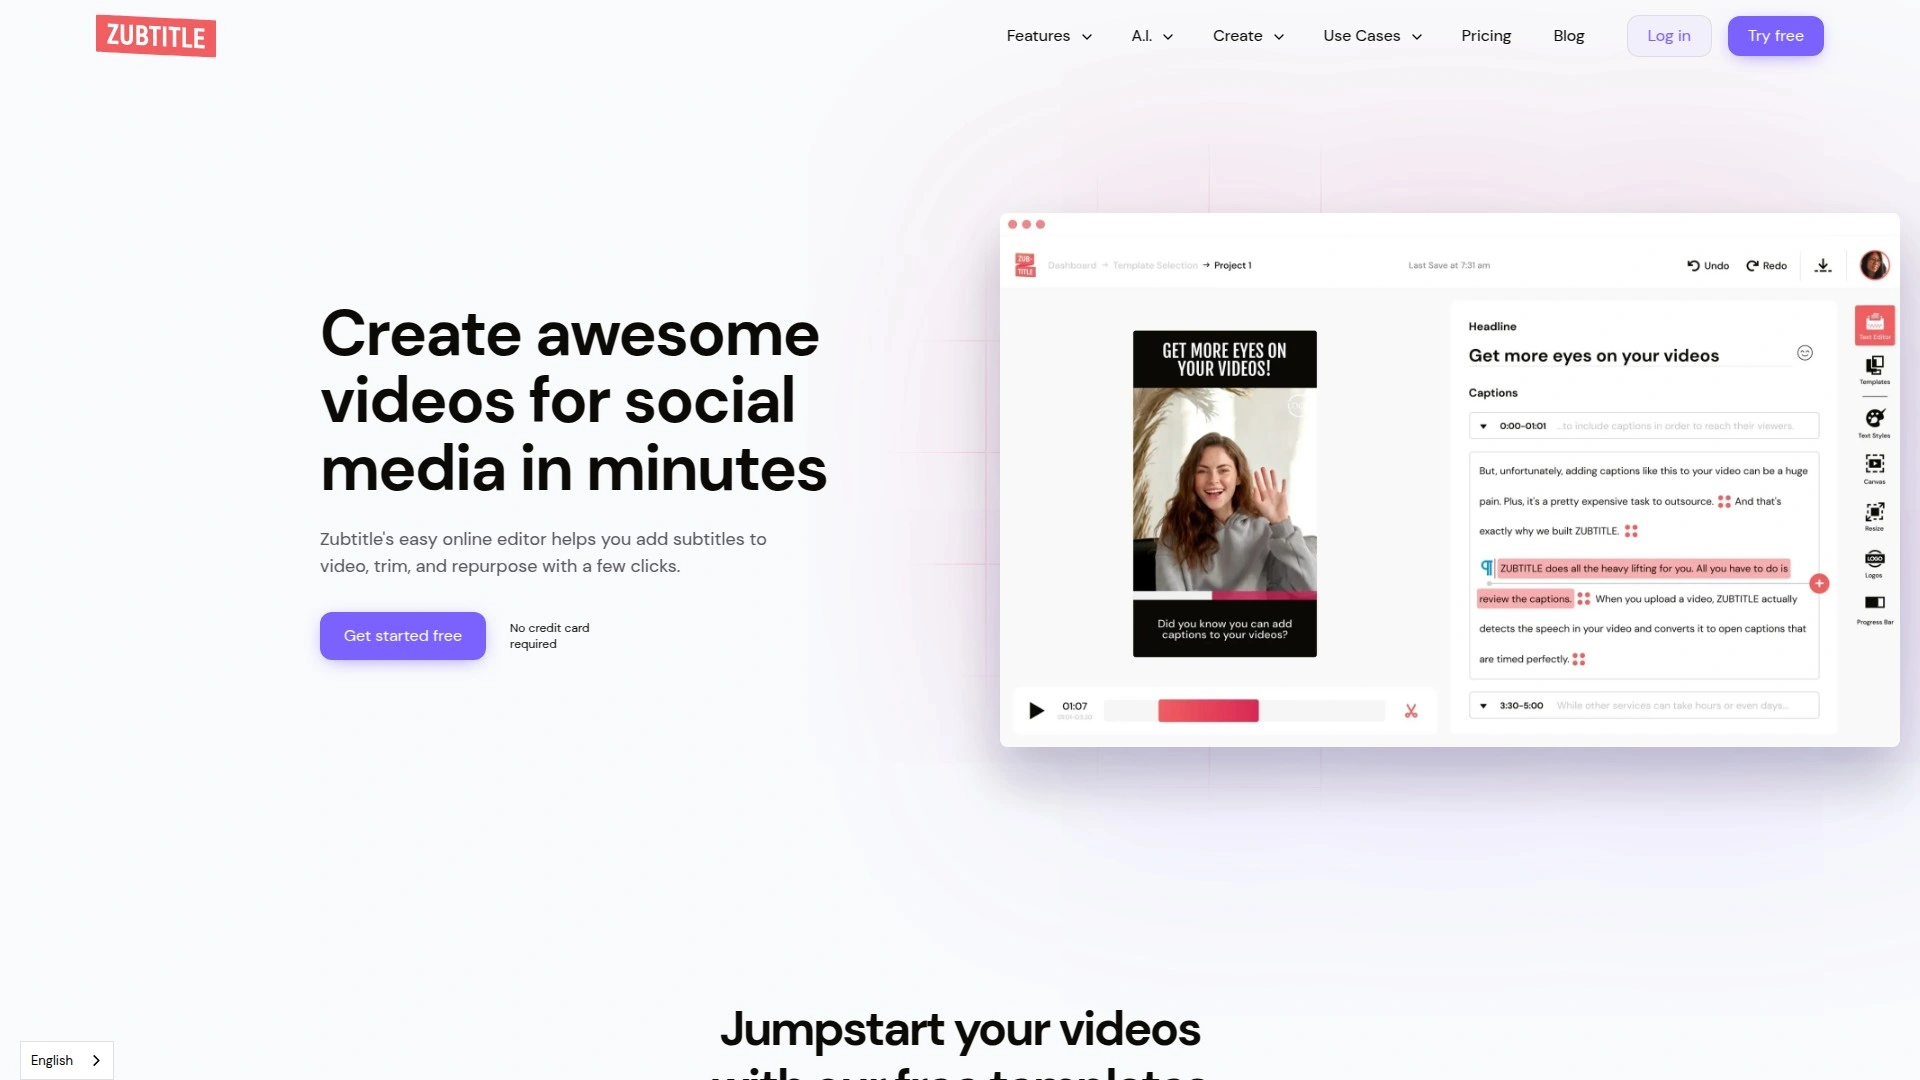 ZUBTITLE
Features
A.I.
Create
Use Cases
Pricing
Blog
Log in
Try free
Create awesome
videos for social
media in minutes
Zubtitle's easy online editor helps you add subtitles to
video, trim, and repurpose with a few clicks.
Get started free
No credit card
required
ZUB-
TITLE
Dashboard → Template Selection → Project 1
Last Save at 7:31 am
Undo
Redo
GET MORE EYES ON
YOUR VIDEOS!
Did you know you can add
captions to your videos?
01:07
Headline
Get more eyes on your videos
Captions
0:00-01:01 ...to include captions in order to reach their viewers.
But, unfortunately, adding captions like this to your video can be a huge
pain. Plus, it's a pretty expensive task to outsource. And that's
exactly why we built ZUBTITLE.
¶ ZUBTITLE does all the heavy lifting for you. All you have to do is
review the captions. When you upload a video, ZUBTITLE actually
detects the speech in your video and converts it to open captions that
are timed perfectly.
3:30-5:00 While other services can take hours or even days...
Text Editor
Templates
Text Styles
Canvas
Resize
LOGO
Logos
Progress Bar
Jumpstart your videos
with our free templates
English